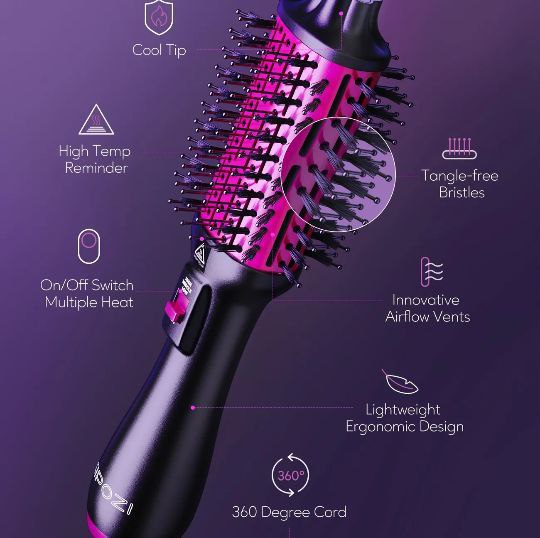 Cool Tip
High Temp
Reminder
Tangle-free
Bristles
On/Off Switch
Multiple Heat
Innovative
Airflow Vents
Lightweight
Ergonomic Design
360°
360 Degree Cord